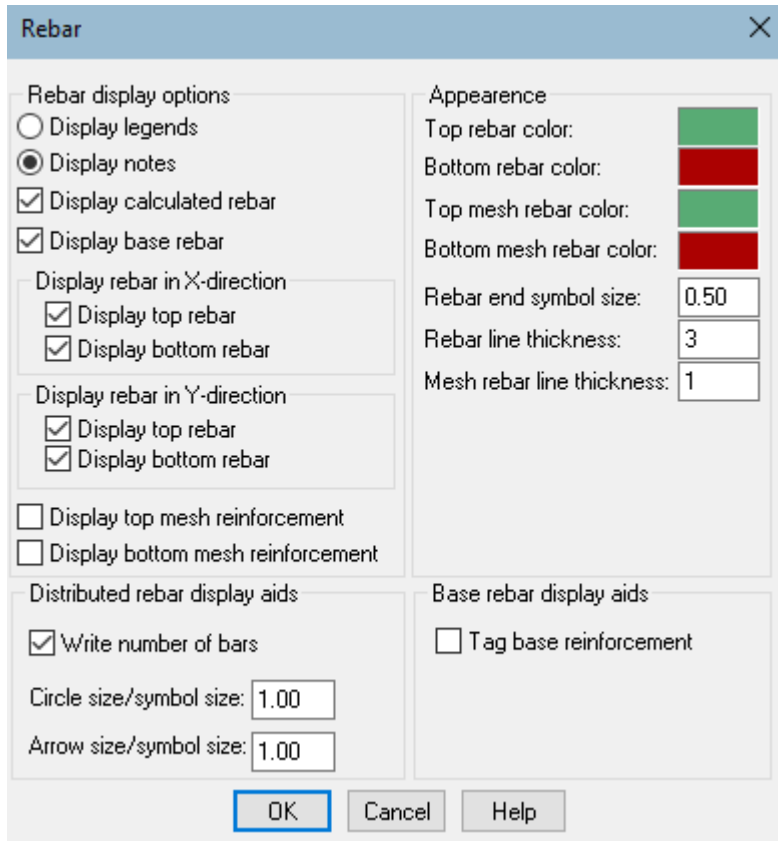 Rebar
Rebar display options
Display legends
Display notes
Display calculated rebar
Display base rebar
Display rebar in X-direction
Display top rebar
Display bottom rebar
Display rebar in Y-direction
Display top rebar
Display bottom rebar
Display top mesh reinforcement
Display bottom mesh reinforcement
Appearence
Top rebar color:
Bottom rebar color:
Top mesh rebar color:
Bottom mesh rebar color:
Rebar end symbol size: 0.50
Rebar line thickness: 3
Mesh rebar line thickness: 1
Distributed rebar display aids
Write number of bars
Circle size/symbol size: 1.00
Arrow size/symbol size: 1.00
Base rebar display aids
Tag base reinforcement
OK Cancel Help